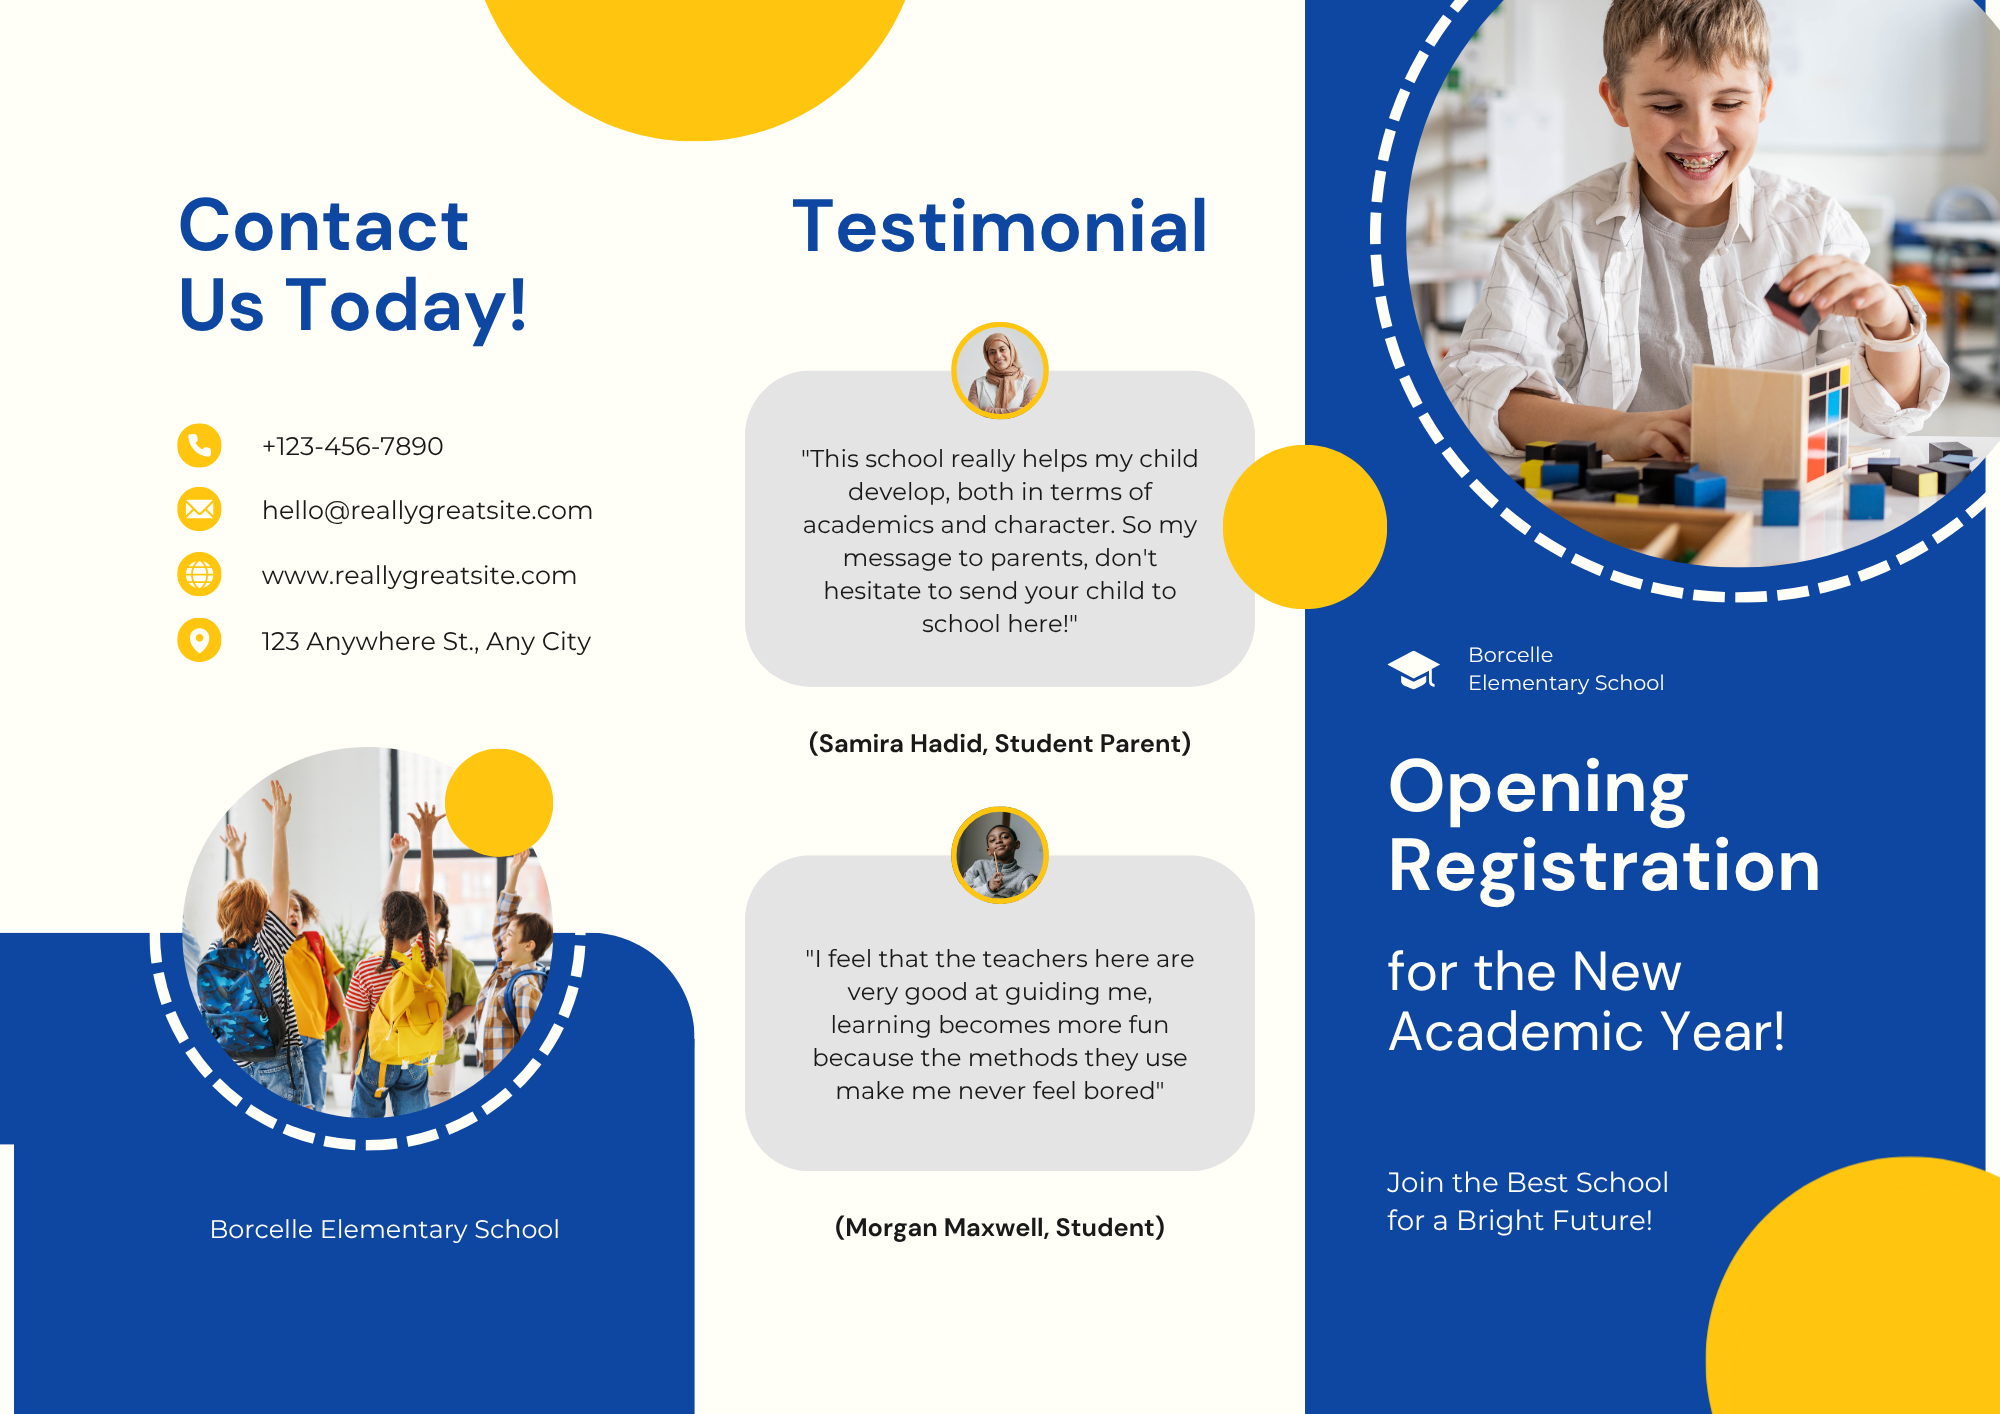 Contact
Us Today!
+123-456-7890
hello@reallygreatsite.com
www.reallygreatsite.com
123 Anywhere St., Any City
Borcelle Elementary School
Testimonial
"This school really helps my child
develop, both in terms of
academics and character. So my
message to parents, don't
hesitate to send your child to
school here!"
(Samira Hadid, Student Parent)
"I feel that the teachers here are
very good at guiding me,
learning becomes more fun
because the methods they use
make me never feel bored"
(Morgan Maxwell, Student)
Borcelle
Elementary School
Opening
Registration
for the New
Academic Year!
Join the Best School
for a Bright Future!